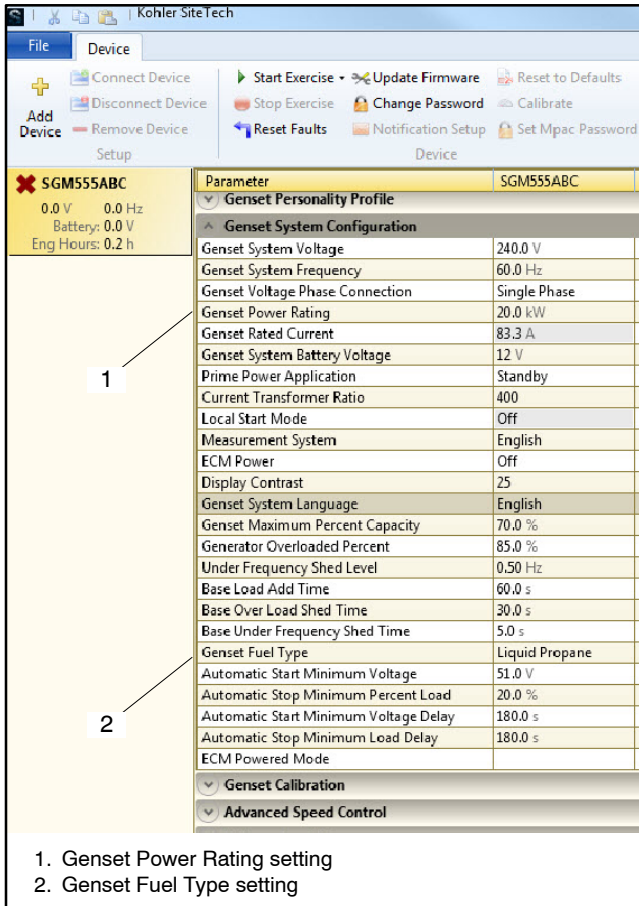 Kohler SiteTech
File Device
Add Device
Connect Device
Disconnect Device
Remove Device
Setup
Start Exercise
Stop Exercise
Reset Faults
Update Firmware
Change Password
Notification Setup
Reset to Defaults
Calibrate
Set Mpac Password
Device
SGM555ABC
0.0 V 0.0 Hz
Battery: 0.0 V
Eng Hours: 0.2 h
Parameter SGM555ABC
Genset Personality Profile
Genset System Configuration
Genset System Voltage 240.0 V
Genset System Frequency 60.0 Hz
Genset Voltage Phase Connection Single Phase
Genset Power Rating 20.0 kW
Genset Rated Current 83.3 A
Genset System Battery Voltage 12 V
Prime Power Application Standby
Current Transformer Ratio 400
Local Start Mode Off
Measurement System English
ECM Power Off
Display Contrast 25
Genset System Language English
Genset Maximum Percent Capacity 70.0 %
Generator Overloaded Percent 85.0 %
Under Frequency Shed Level 0.50 Hz
Base Load Add Time 60.0 s
Base Over Load Shed Time 30.0 s
Base Under Frequency Shed Time 5.0 s
Genset Fuel Type Liquid Propane
Automatic Start Minimum Voltage 51.0 V
Automatic Stop Minimum Percent Load 20.0 %
Automatic Start Minimum Voltage Delay 180.0 s
Automatic Stop Minimum Load Delay 180.0 s
ECM Powered Mode
Genset Calibration
Advanced Speed Control
1
2
1. Genset Power Rating setting
2. Genset Fuel Type setting